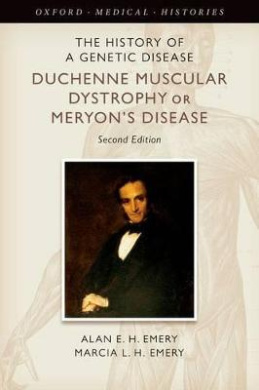 OXFORD · MEDICAL · HISTORIES
THE HISTORY OF
A GENETIC DISEASE
DUCHENNE MUSCULAR
DYSTROPHY OR
MERYON'S DISEASE
Second Edition
ALAN E. H. EMERY
MARCIA L. H. EMERY